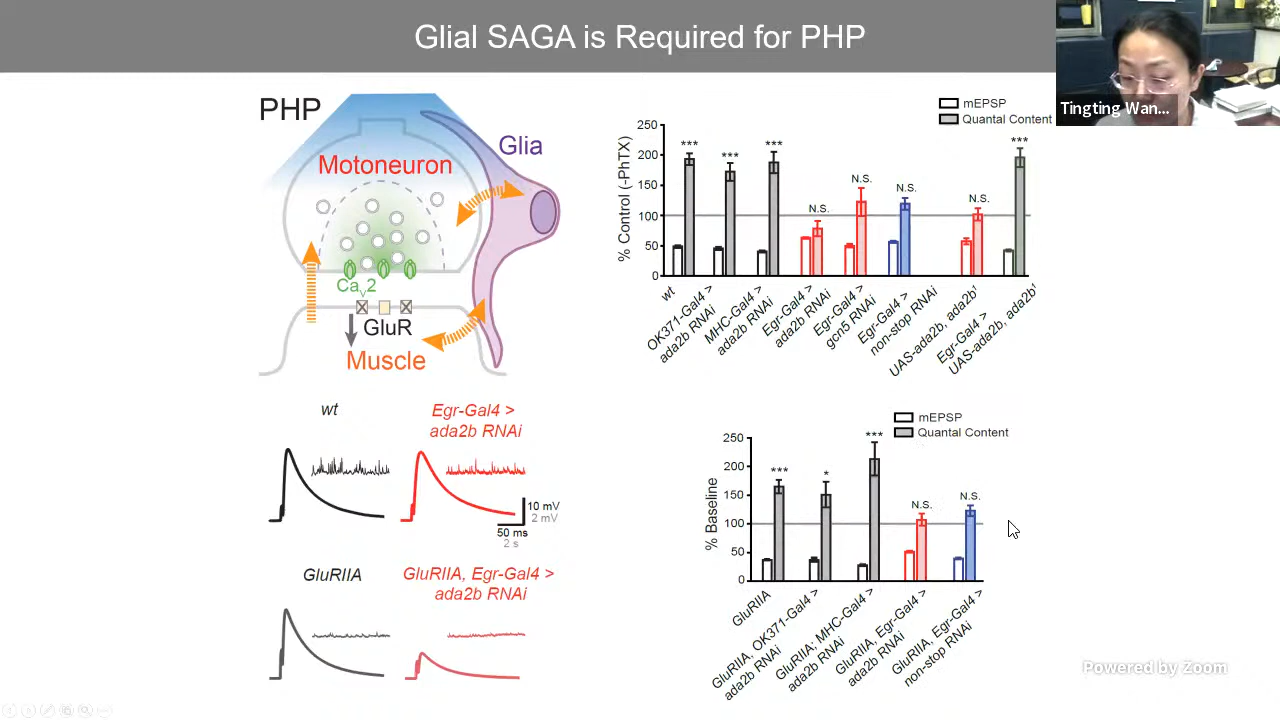 Glial SAGA is Required for PHP
Tingting Wan...
PHP
Motoneuron
Glia
Cav2
GluR
Muscle
mEPSP
Quantal Content
% Control (-PhTX)
250
200
150
100
50
0
***
***
***
N.S.
N.S.
N.S.
N.S.
***
wt
OK371-Gal4 >
ada2b RNAi
MHC-Gal4 >
ada2b RNAi
Egr-Gal4 >
ada2b RNAi
Egr-Gal4 >
gcn5 RNAi
Egr-Gal4 >
non-stop RNAi
UAS-ada2b, ada2b¹
Egr-Gal4 >
UAS-ada2b, ada2b¹
wt
Egr-Gal4 >
ada2b RNAi
10 mV
2 mV
50 ms
2 s
GluRIIA
GluRIIA, Egr-Gal4 >
ada2b RNAi
mEPSP
Quantal Content
% Baseline
250
200
150
100
50
0
***
*
***
N.S.
N.S.
GluRIIA
GluRIIA, OK371-Gal4 >
ada2b RNAi
GluRIIA; MHC-Gal4 >
ada2b RNAi
GluRIIA, Egr-Gal4 >
ada2b RNAi
GluRIIA, Egr-Gal4 >
non-stop RNAi
Powered by Zoom